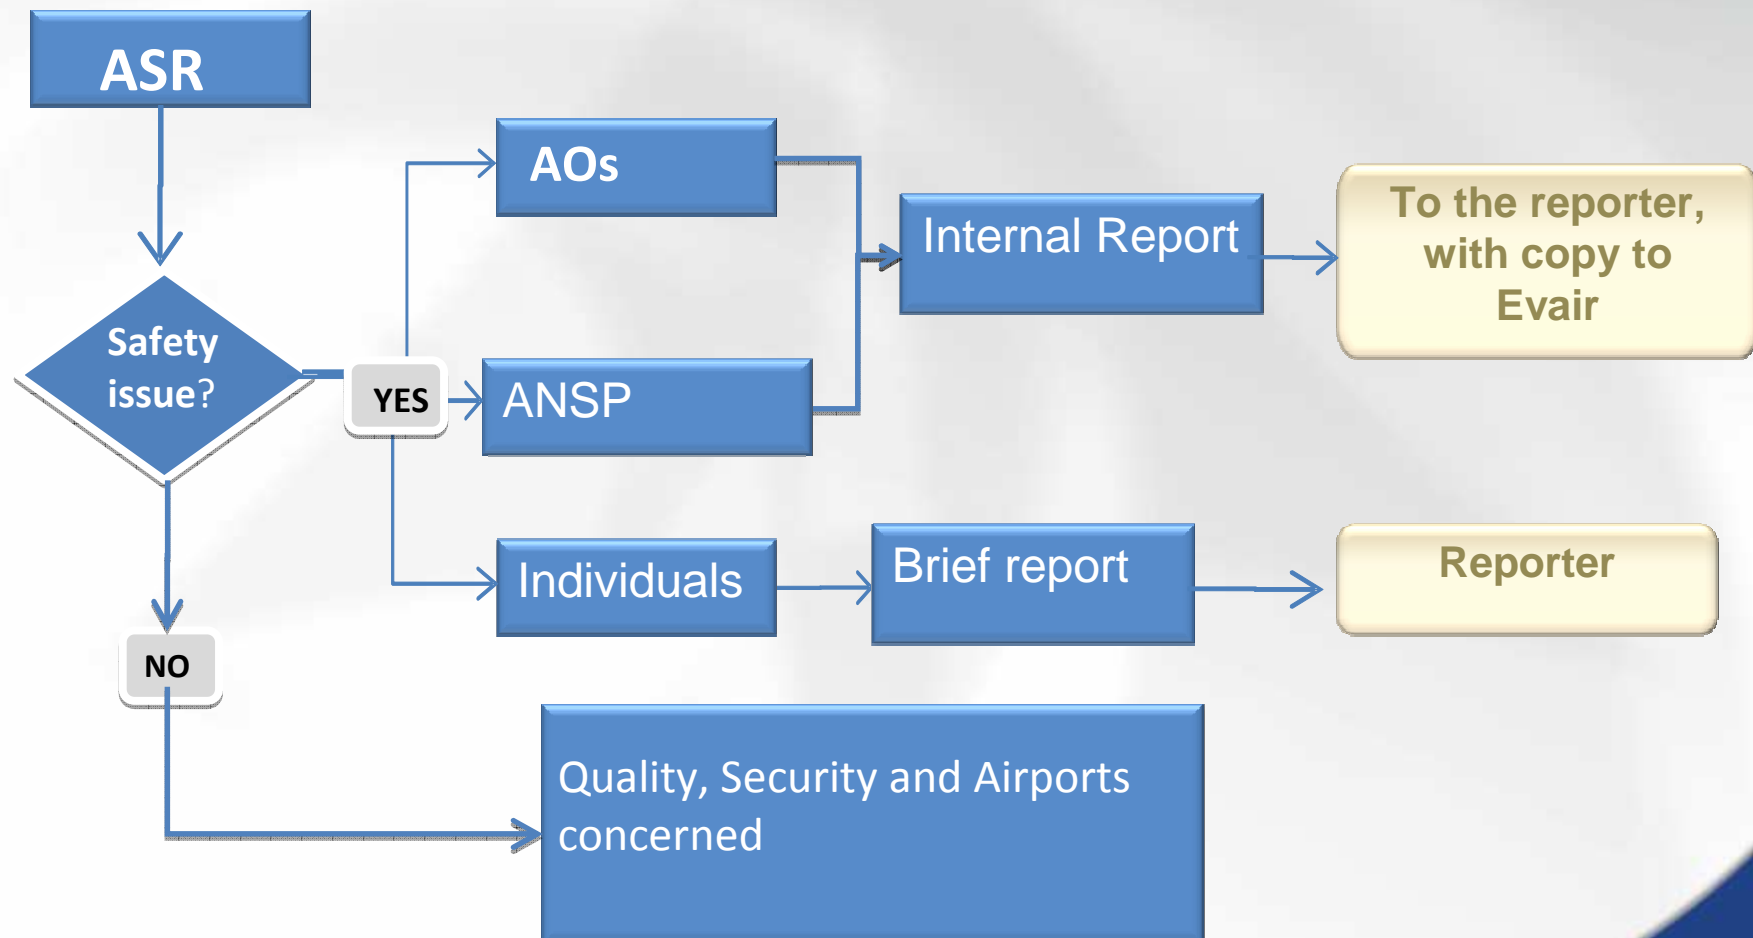 ASR
AOs
Internal Report
To the reporter,
with copy to
Evair
Safety
issue?
YES
ANSP
Individuals
Brief report
Reporter
NO
Quality, Security and Airports
concerned